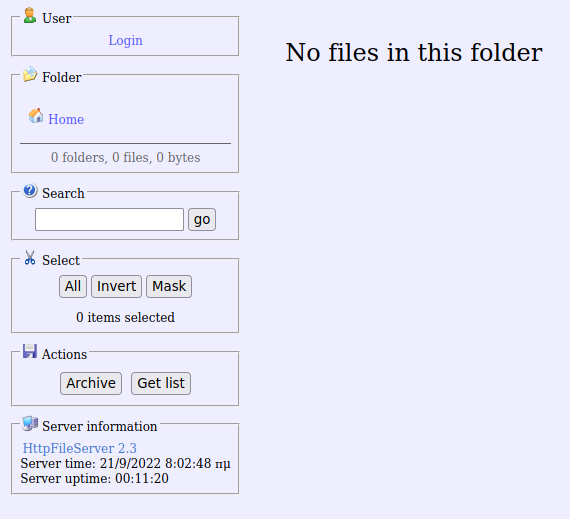 User
Login
No files in this folder
Folder
Home
0 folders, 0 files, 0 bytes
Search
go
Select
All Invert Mask
0 items selected
Actions
Archive Get list
Server information
HttpFileServer 2.3
Server time: 21/9/2022 8:02:48 πμ
Server uptime: 00:11:20